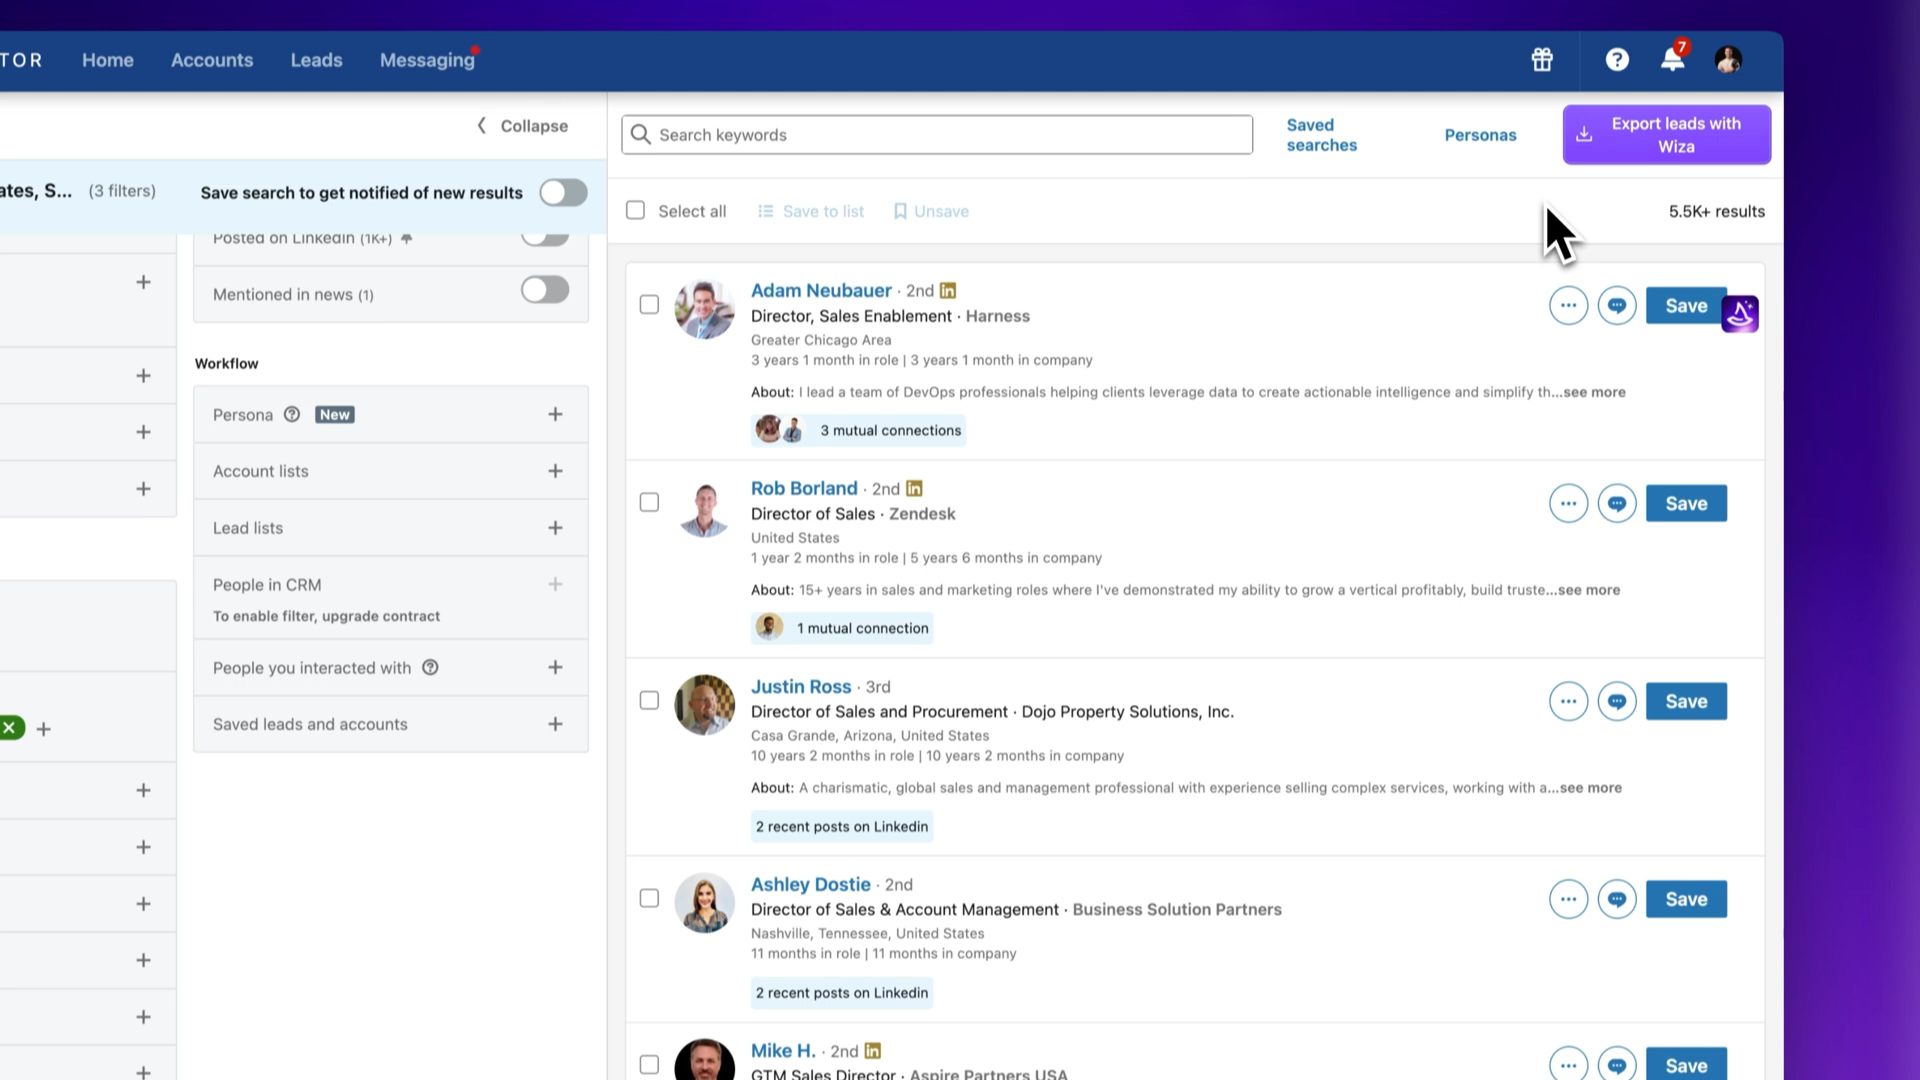 TOR
Home
Accounts
Leads
Messaging
?
7
Collapse
Search keywords
Saved
searches
Personas
Export leads with
Wiza
ates, S...
(3 filters)
Save search to get notified of new results
Select all
Save to list
Unsave
5.5K+ results
Posted on LinkedIn (1K+)
Mentioned in news (1)
Workflow
Persona ? New
Account lists
Lead lists
People in CRM
To enable filter, upgrade contract
People you interacted with ?
Saved leads and accounts
Adam Neubauer · 2nd in
Director, Sales Enablement · Harness
Greater Chicago Area
3 years 1 month in role | 3 years 1 month in company
About: I lead a team of DevOps professionals helping clients leverage data to create actionable intelligence and simplify th...see more
3 mutual connections
Save
Rob Borland · 2nd in
Director of Sales · Zendesk
United States
1 year 2 months in role | 5 years 6 months in company
About: 15+ years in sales and marketing roles where I've demonstrated my ability to grow a vertical profitably, build truste...see more
1 mutual connection
Save
Justin Ross · 3rd
Director of Sales and Procurement · Dojo Property Solutions, Inc.
Casa Grande, Arizona, United States
10 years 2 months in role | 10 years 2 months in company
About: A charismatic, global sales and management professional with experience selling complex services, working with a...see more
2 recent posts on Linkedin
Save
Ashley Dostie · 2nd
Director of Sales & Account Management · Business Solution Partners
Nashville, Tennessee, United States
11 months in role | 11 months in company
2 recent posts on Linkedin
Save
Mike H. · 2nd in
GTM Sales Director · Aspire Partners USA
Save